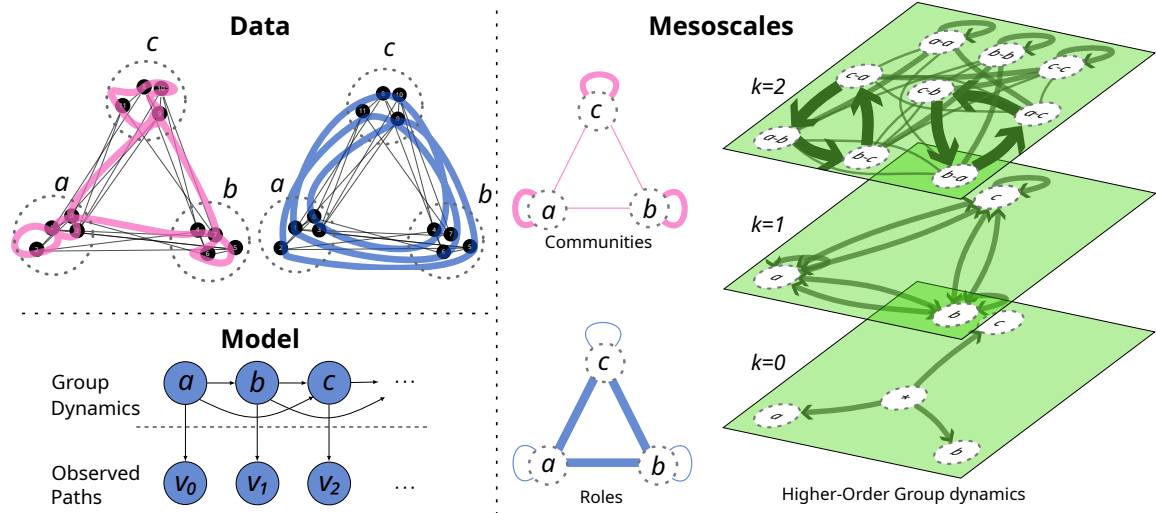 Data
c
a
b
c
a
b
Model
Group
Dynamics
a
b
c
...
Observed
Paths
v0
v1
v2
...
Mesoscales
c
a
b
Communities
c
a
b
Roles
k=2
a-a
b-b
c-c
c-a
c-b
a-c
a-b
b-c
b-a
k=1
c
a
b
k=0
c
*
a
b
Higher-Order Group dynamics